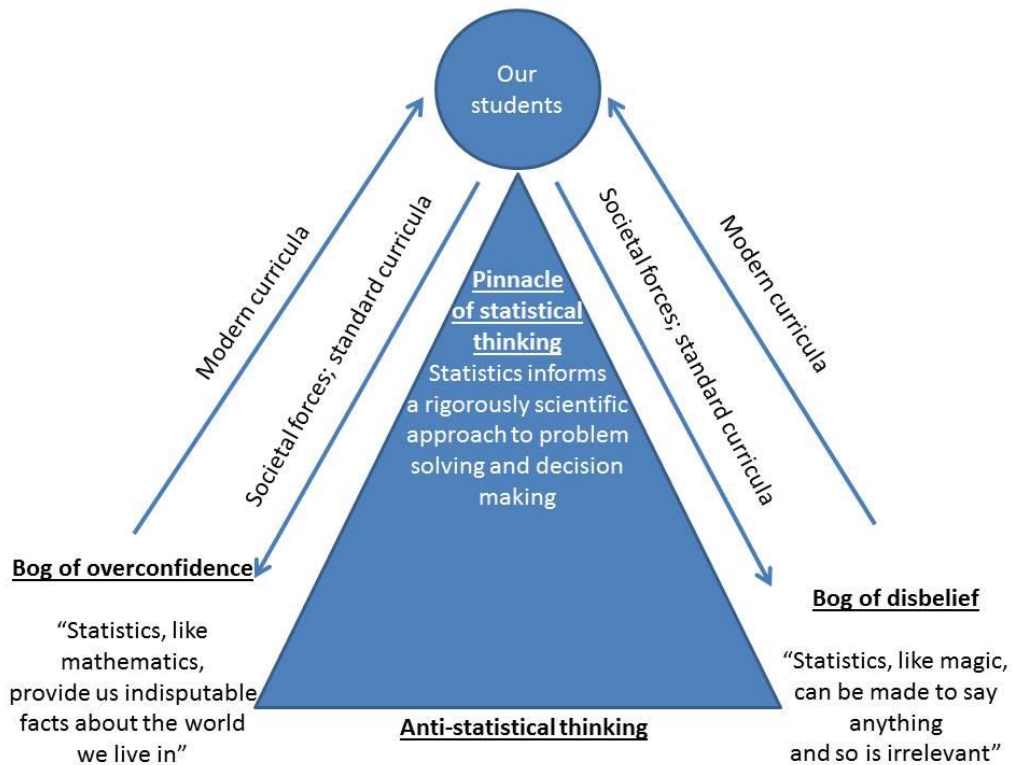 Our
students
Modern curricula
Societal forces; standard curricula
Societal forces; standard curricula
Modern curricula
Pinnacle
of statistical
thinking
Statistics informs
a rigorously scientific
approach to problem
solving and decision
making
Bog of overconfidence
“Statistics, like
mathematics,
provide us indisputable
facts about the world
we live in”
Bog of disbelief
“Statistics, like magic,
can be made to say
anything
and so is irrelevant”
Anti-statistical thinking